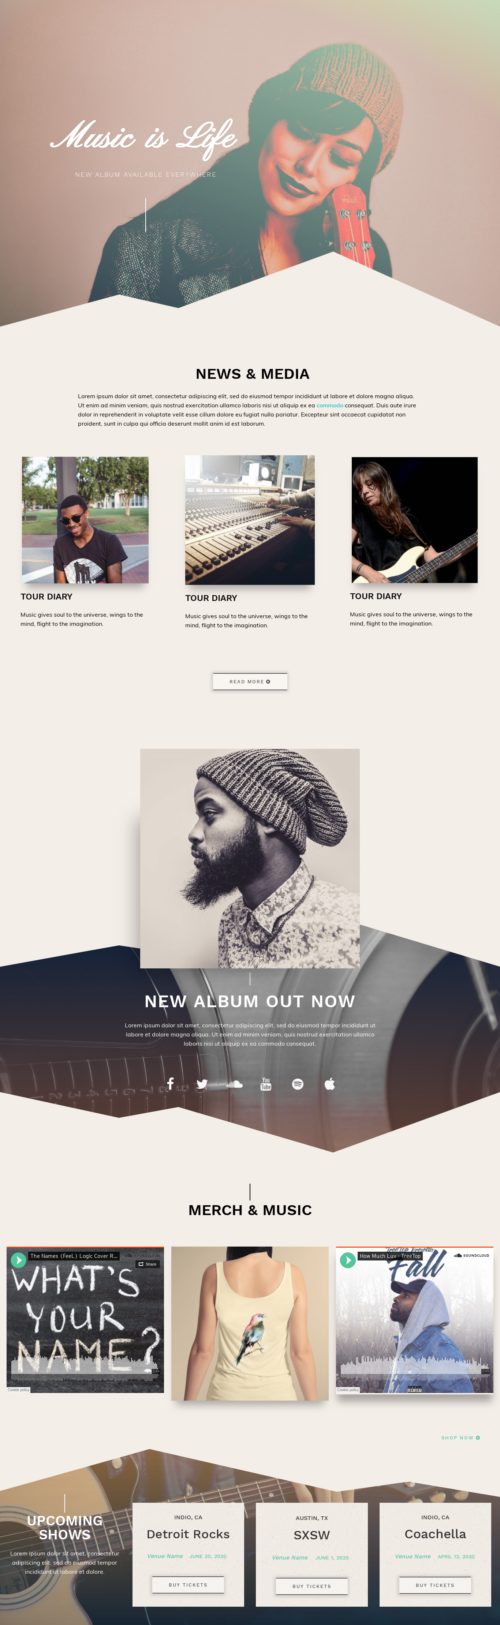 Music is Life
NEW ALBUM AVAILABLE EVERYWHERE
NEWS & MEDIA
Lorem ipsum dolor sit amet, consectetur adipiscing elit, sed do eiusmod tempor incididunt ut labore et dolore magna aliqua.
Ut enim ad minim veniam, quis nostrud exercitation ullamco laboris nisi ut aliquip ex ea commodo consequat. Duis aute irure
dolor in reprehenderit in voluptate velit esse cillum dolore eu fugiat nulla pariatur. Excepteur sint occaecat cupidatat non
proident, sunt in culpa qui officia deserunt mollit anim id est laborum.
TOUR DIARY
Music gives soul to the universe, wings to the
mind, flight to the imagination.
TOUR DIARY
Music gives soul to the universe, wings to the
mind, flight to the imagination.
TOUR DIARY
Music gives soul to the universe, wings to the
mind, flight to the imagination.
READ MORE
NEW ALBUM OUT NOW
Lorem ipsum dolor sit amet, consectetur adipiscing elit, sed do eiusmod tempor incididunt ut
labore et dolore magna aliqua. Ut enim ad minim veniam, quis nostrud exercitation ullamco
laboris nisi ut aliquip ex ea commodo consequat.
You
Tube
MERCH & MUSIC
The Names (FeeL) Logic Cover R...
Share
WHAT'S
YOUR
NAME?
Cookie policy
How Much Luv - TreeTop
SOUNDCLOUD
Fall
Cookie policy
SHOP NOW
UPCOMING
SHOWS
Lorem ipsum dolor sit amet, consectetur
adipiscing elit, sed do eiusmod tempor
incididunt ut labore et dolore.
INDIO, CA
Detroit Rocks
Venue Name JUNE 20, 2020
BUY TICKETS
AUSTIN, TX
SXSW
Venue Name JUNE 1, 2020
BUY TICKETS
INDIO, CA
Coachella
Venue Name APRIL 12, 2020
BUY TICKETS